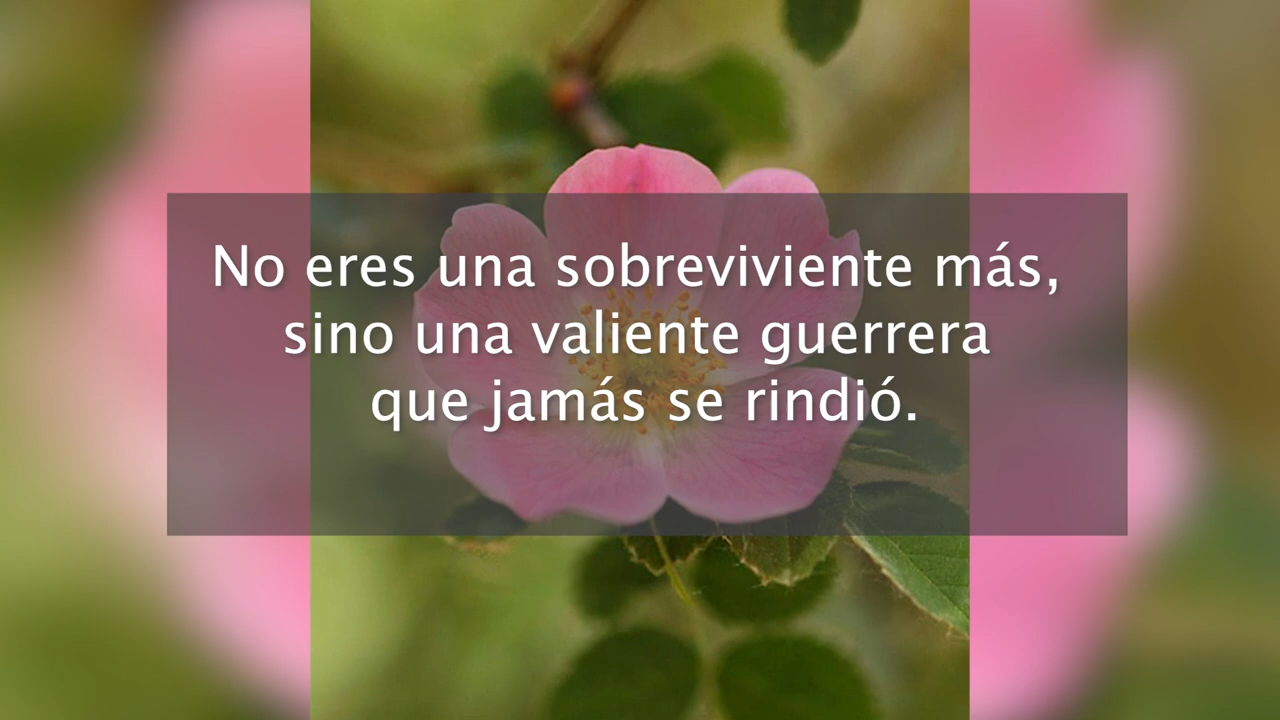 No eres una sobreviviente más,
sino una valiente guerrera
que jamás se rindió.